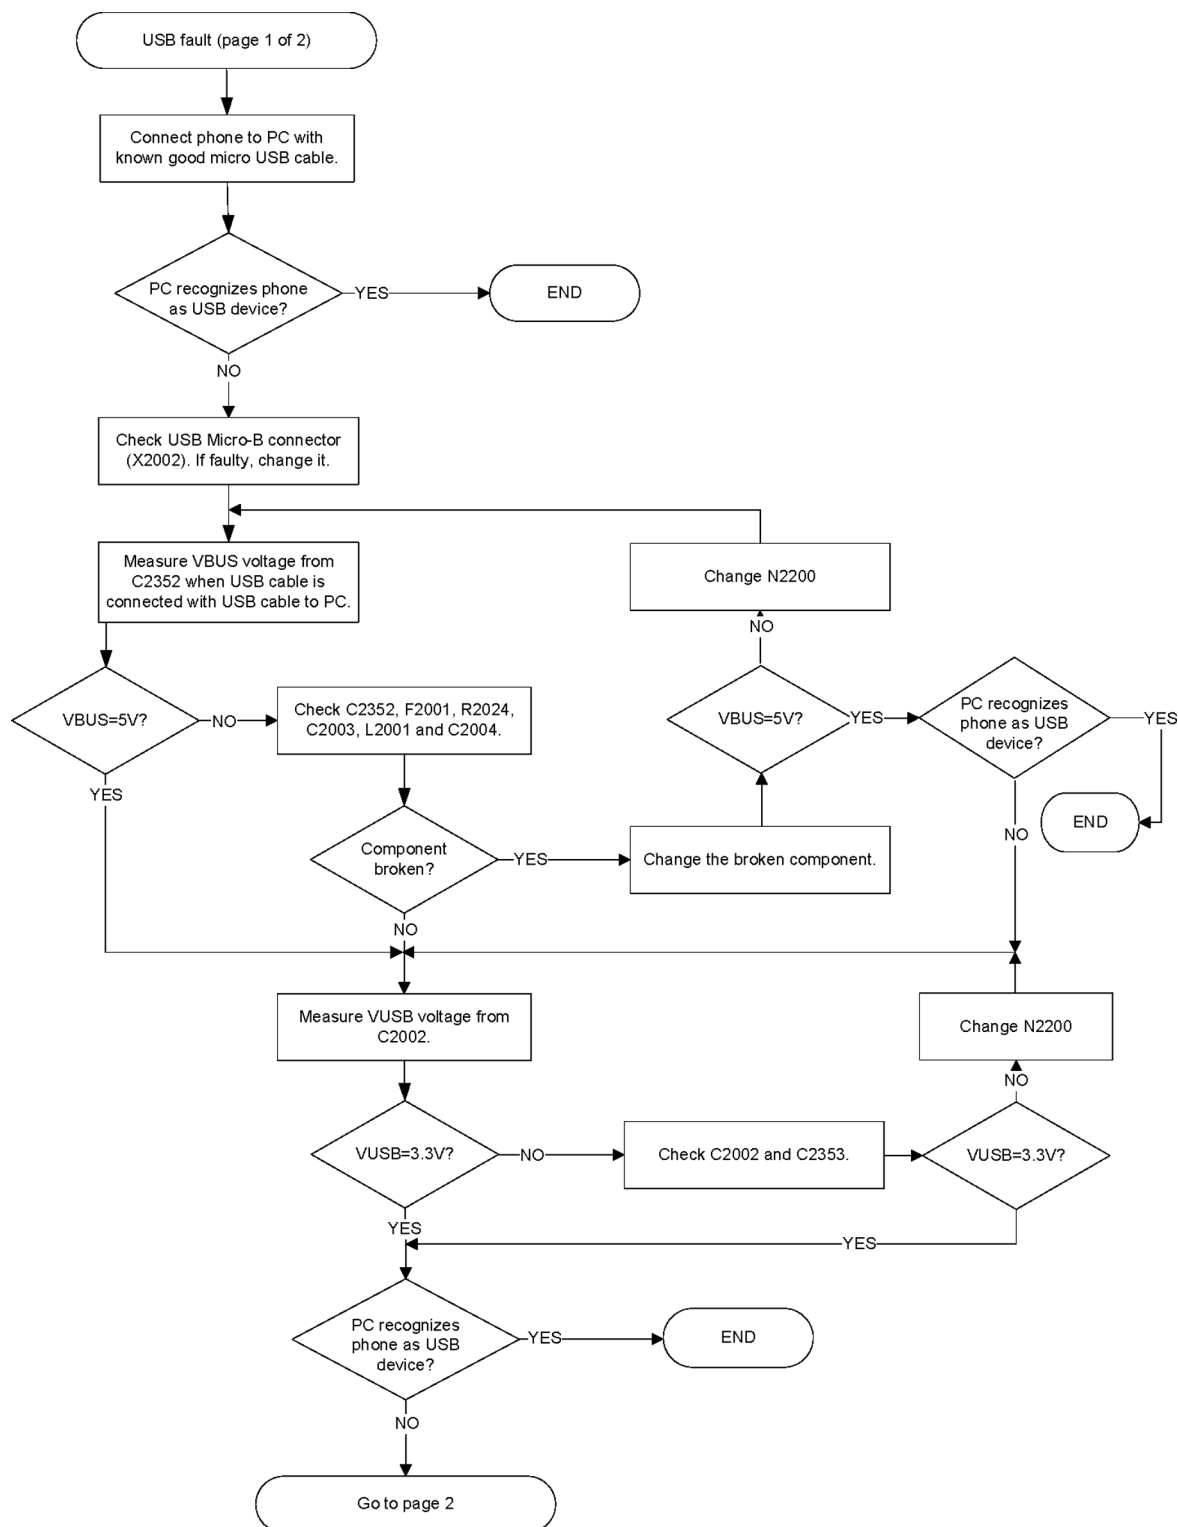 USB fault (page 1 of 2)
Connect phone to PC with
known good micro USB cable.
PC recognizes phone
as USB device?
YES
END
NO
Check USB Micro-B connector
(X2002). If faulty, change it.
Measure VBUS voltage from
C2352 when USB cable is
connected with USB cable to PC.
Change N2200
NO
VBUS=5V?
NO
Check C2352, F2001, R2024,
C2003, L2001 and C2004.
VBUS=5V?
YES
PC recognizes
phone as USB
device?
YES
YES
END
NO
Component
broken?
YES
Change the broken component.
NO
Measure VUSB voltage from
C2002.
Change N2200
NO
VUSB=3.3V?
NO
Check C2002 and C2353.
VUSB=3.3V?
YES
YES
PC recognizes
phone as USB
device?
YES
END
NO
Go to page 2